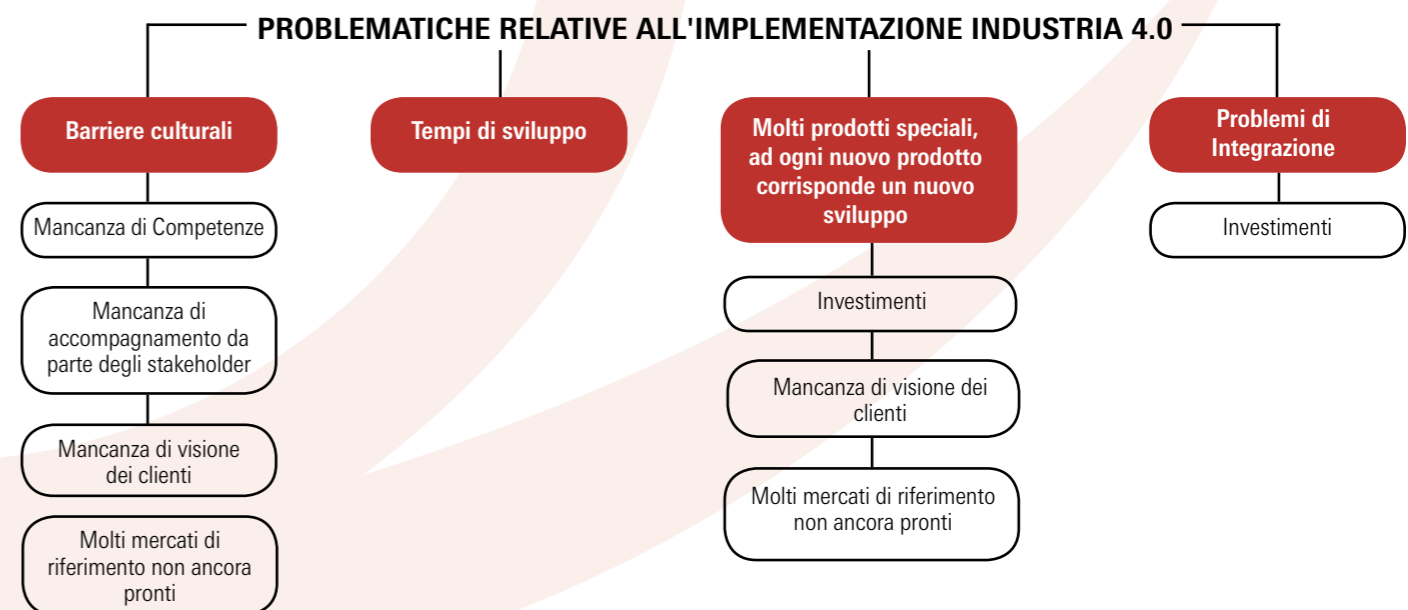 PROBLEMATICHE RELATIVE ALL'IMPLEMENTAZIONE INDUSTRIA 4.0
Barriere culturali
Mancanza di Competenze
Mancanza di
accompagnamento da
parte degli stakeholder
Mancanza di visione
dei clienti
Molti mercati di
riferimento non ancora
pronti
Tempi di sviluppo
Molti prodotti speciali,
ad ogni nuovo prodotto
corrisponde un nuovo
sviluppo
Investimenti
Mancanza di visione dei
clienti
Molti mercati di riferimento
non ancora pronti
Problemi di
Integrazione
Investimenti